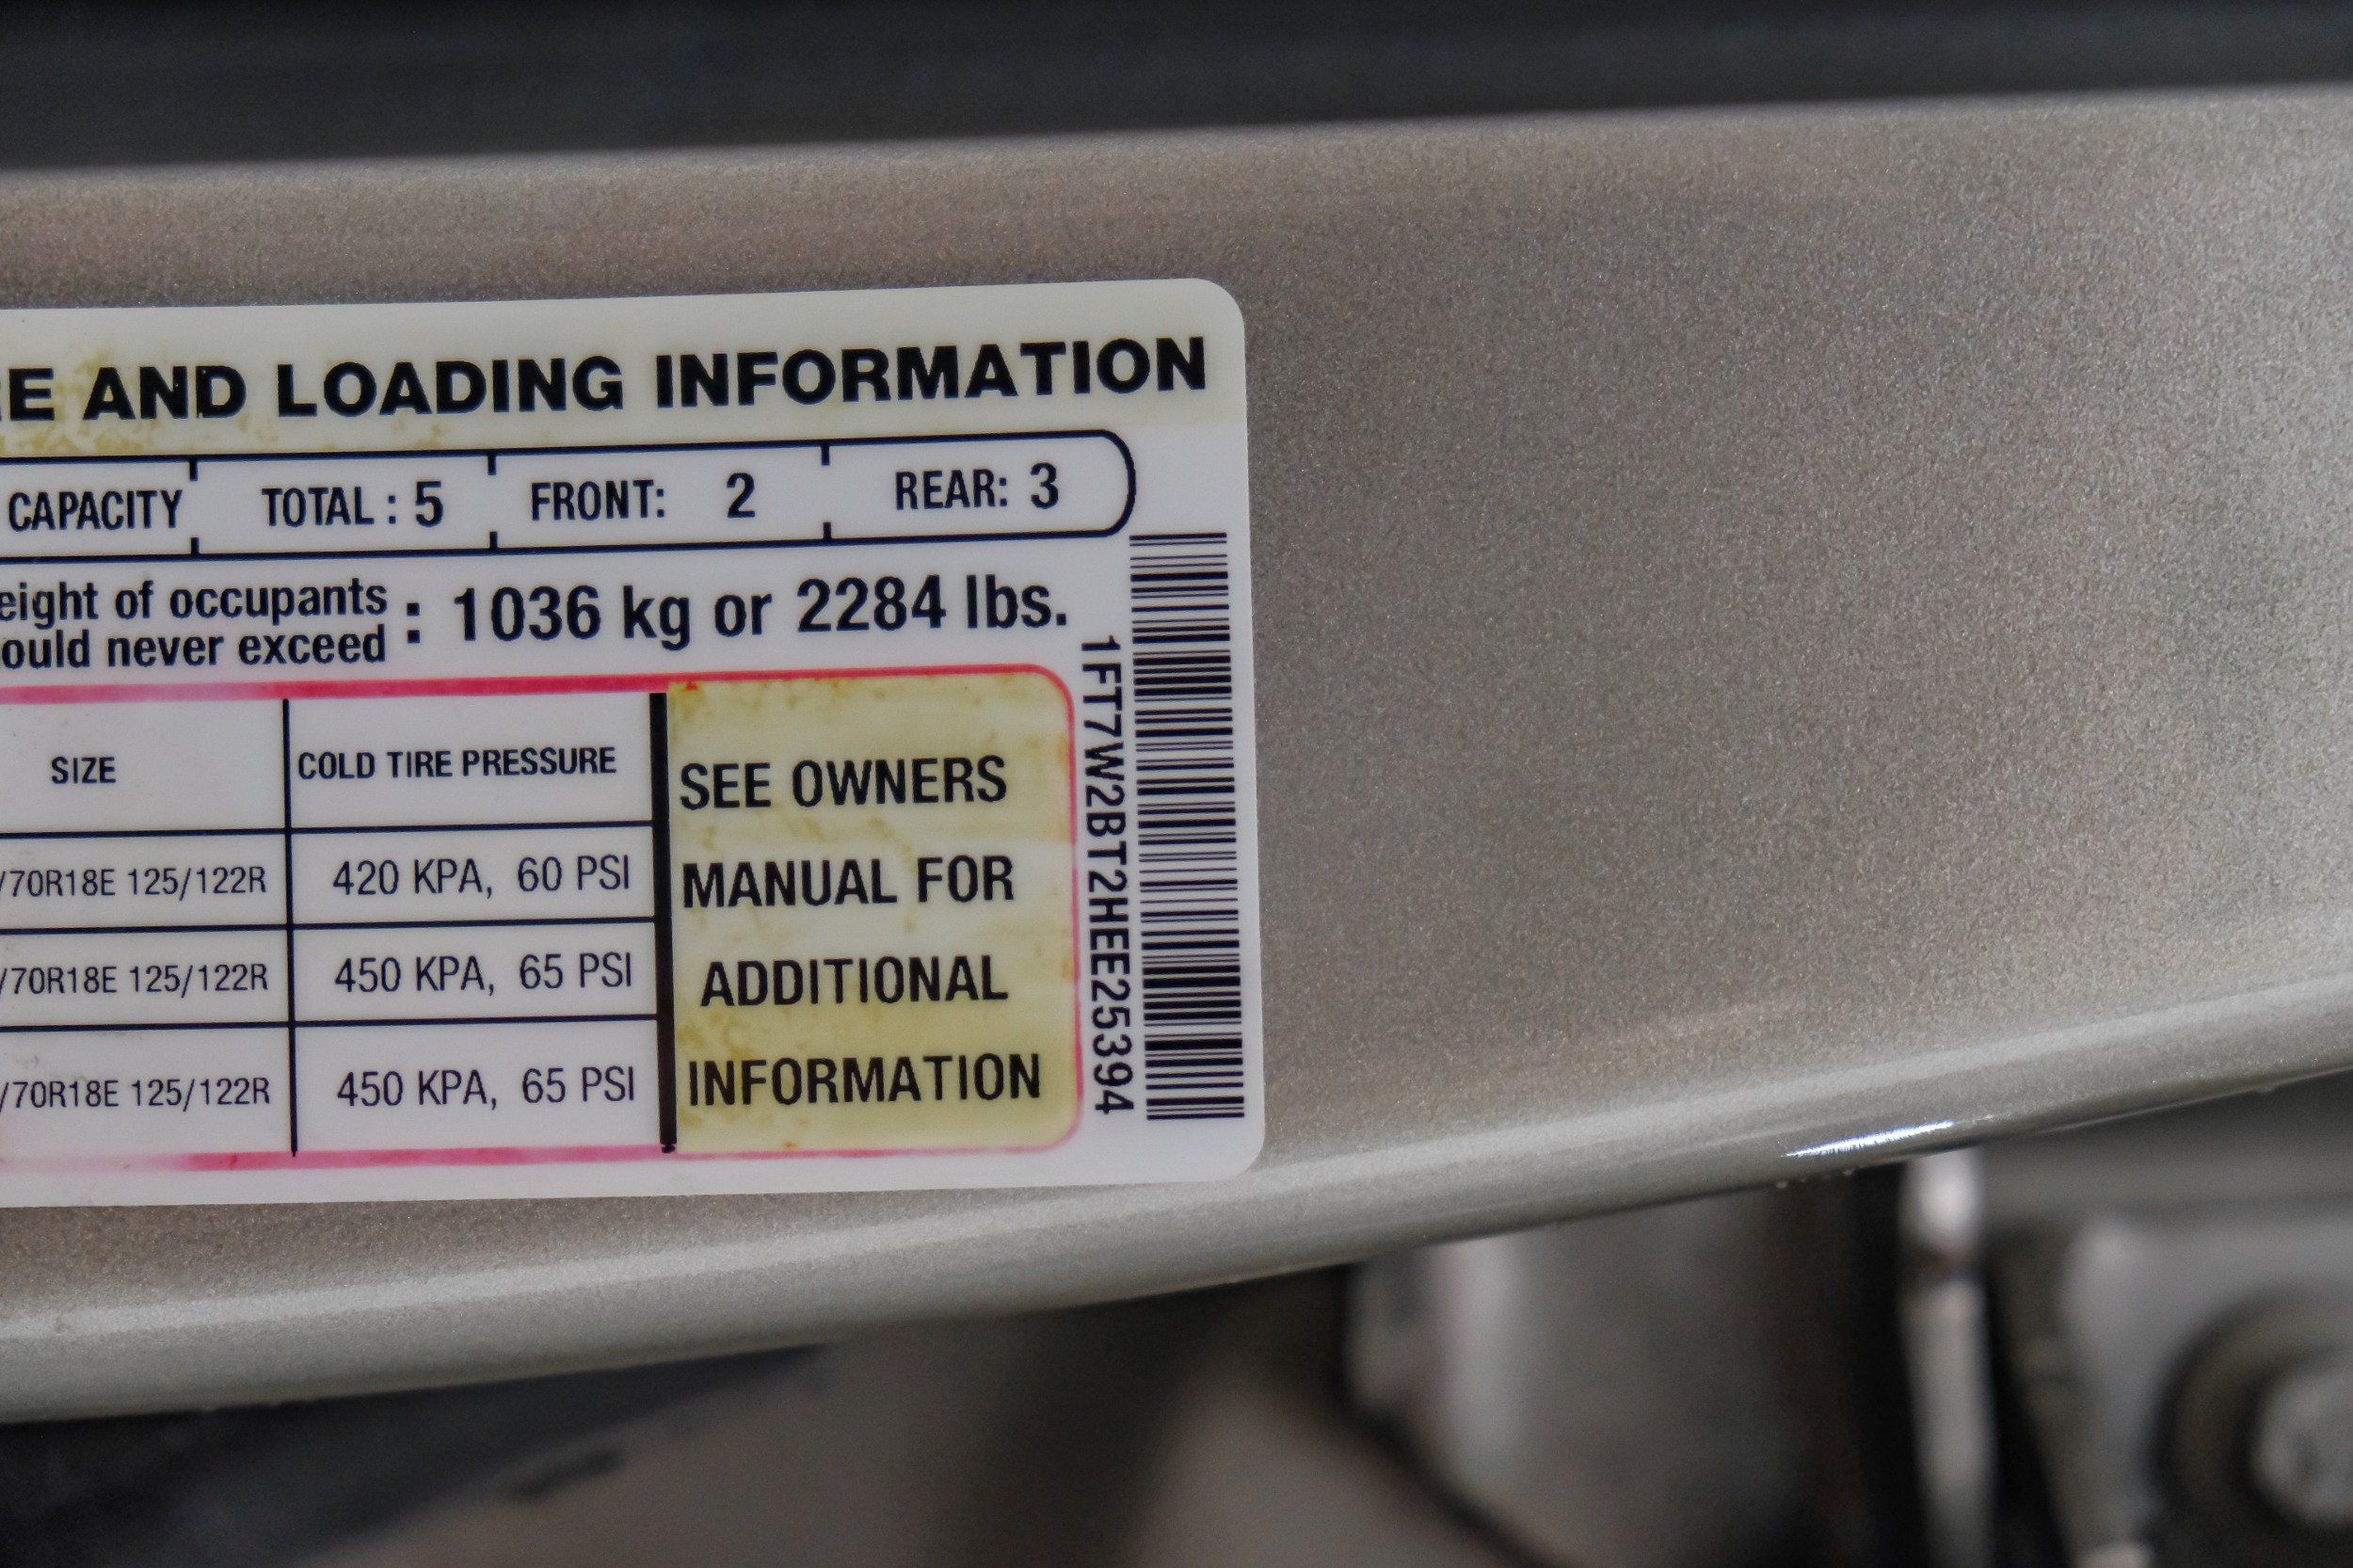 E AND LOADING INFORMATION
CAPACITY TOTAL : 5 FRONT: 2 REAR: 3
eight of occupants
ould never exceed : 1036 kg or 2284 lbs.
SIZE COLD TIRE PRESSURE
/70R18E 125/122R 420 KPA, 60 PSI
/70R18E 125/122R 450 KPA, 65 PSI
/70R18E 125/122R 450 KPA, 65 PSI
SEE OWNERS
MANUAL FOR
ADDITIONAL
INFORMATION
1FT7W2BT2HEE25394